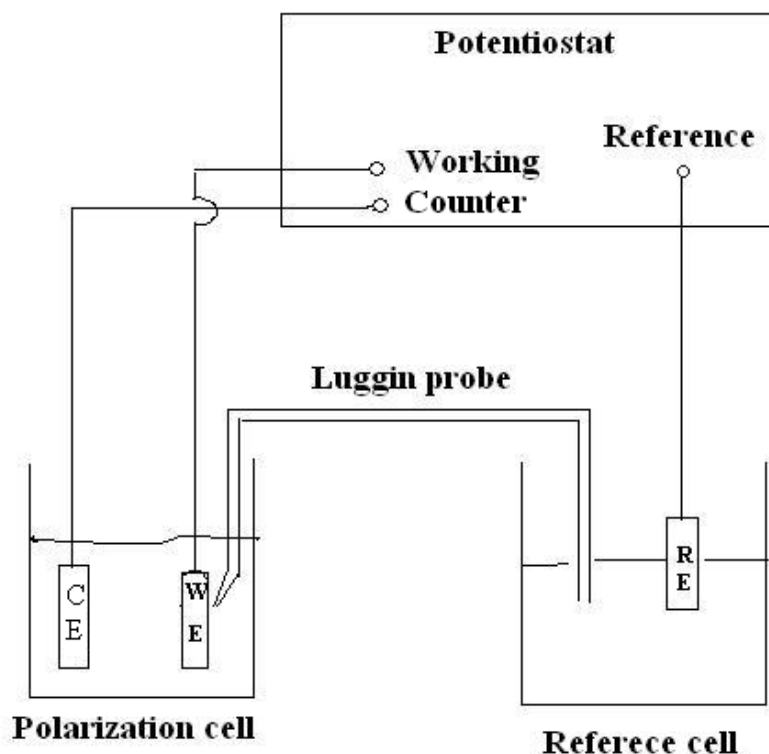 Potentiostat
Reference
Working
Counter
Luggin probe
C
E
W
E
R
E
Polarization cell
Referece cell